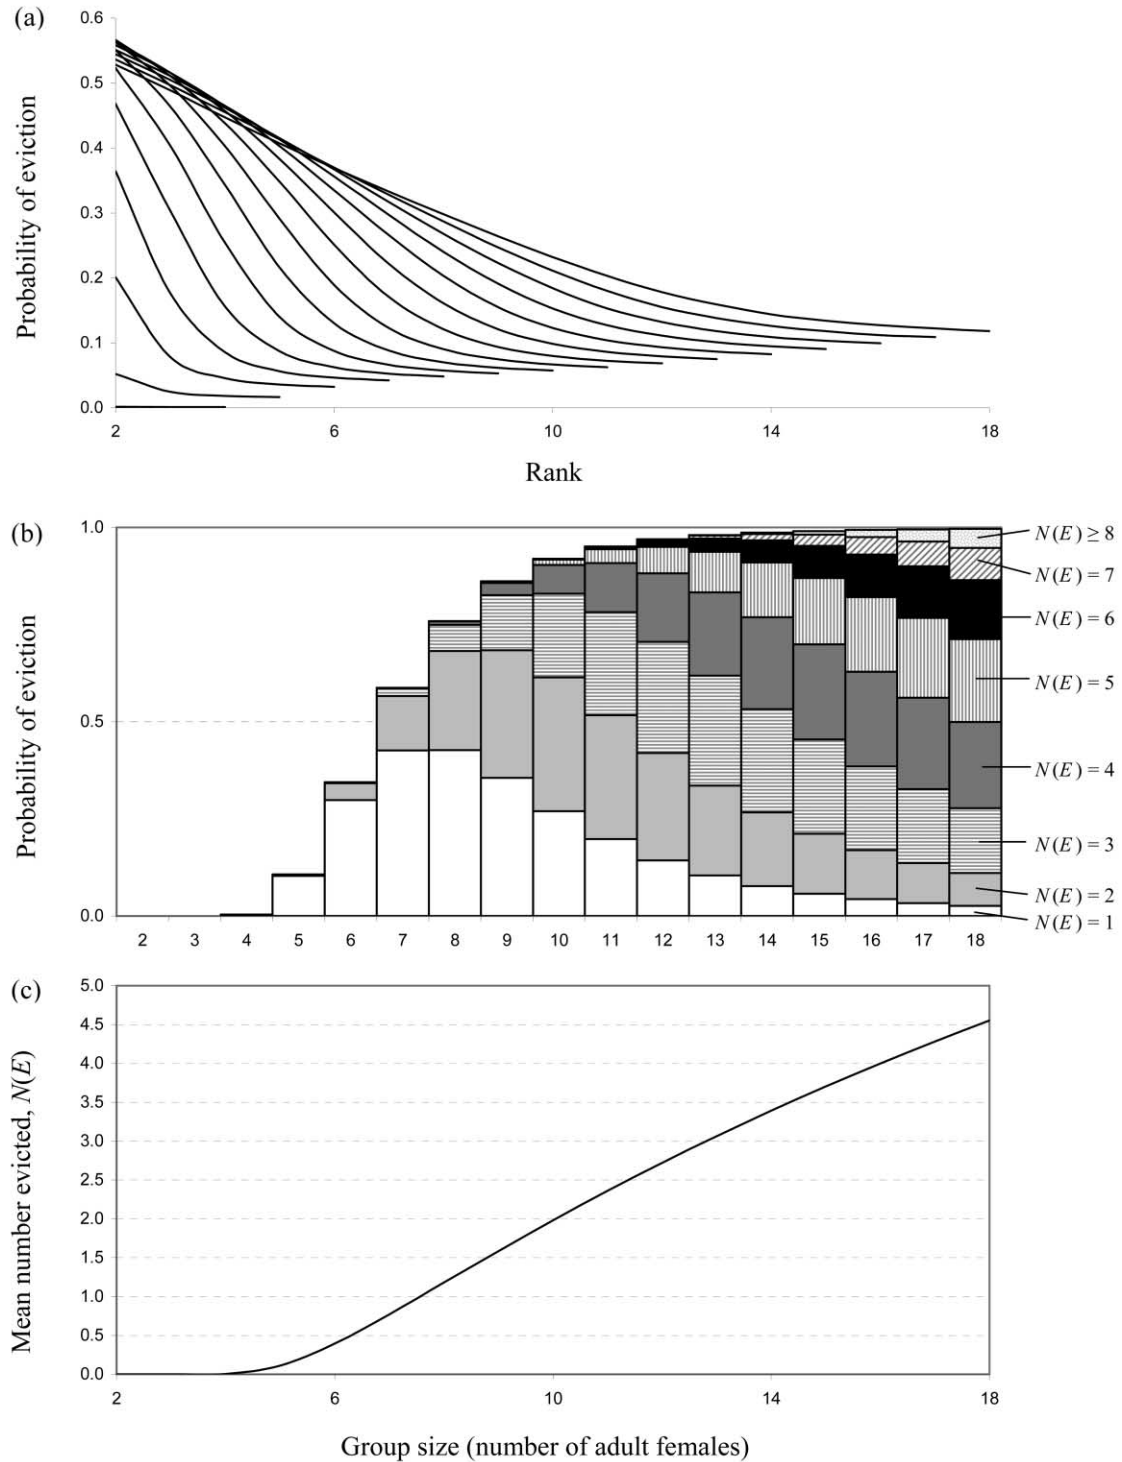 (a)
Probability of eviction
0.6
0.5
0.4
0.3
0.2
0.1
0.0
2 6 10 14 18
Rank
(b)
Probability of eviction
1.0
0.5
0.0
N(E) ≥ 8
N(E) = 7
N(E) = 6
N(E) = 5
N(E) = 4
N(E) = 3
N(E) = 2
N(E) = 1
2 3 4 5 6 7 8 9 10 11 12 13 14 15 16 17 18
(c)
Mean number evicted, N(E)
5.0
4.5
4.0
3.5
3.0
2.5
2.0
1.5
1.0
0.5
0.0
2 6 10 14 18
Group size (number of adult females)